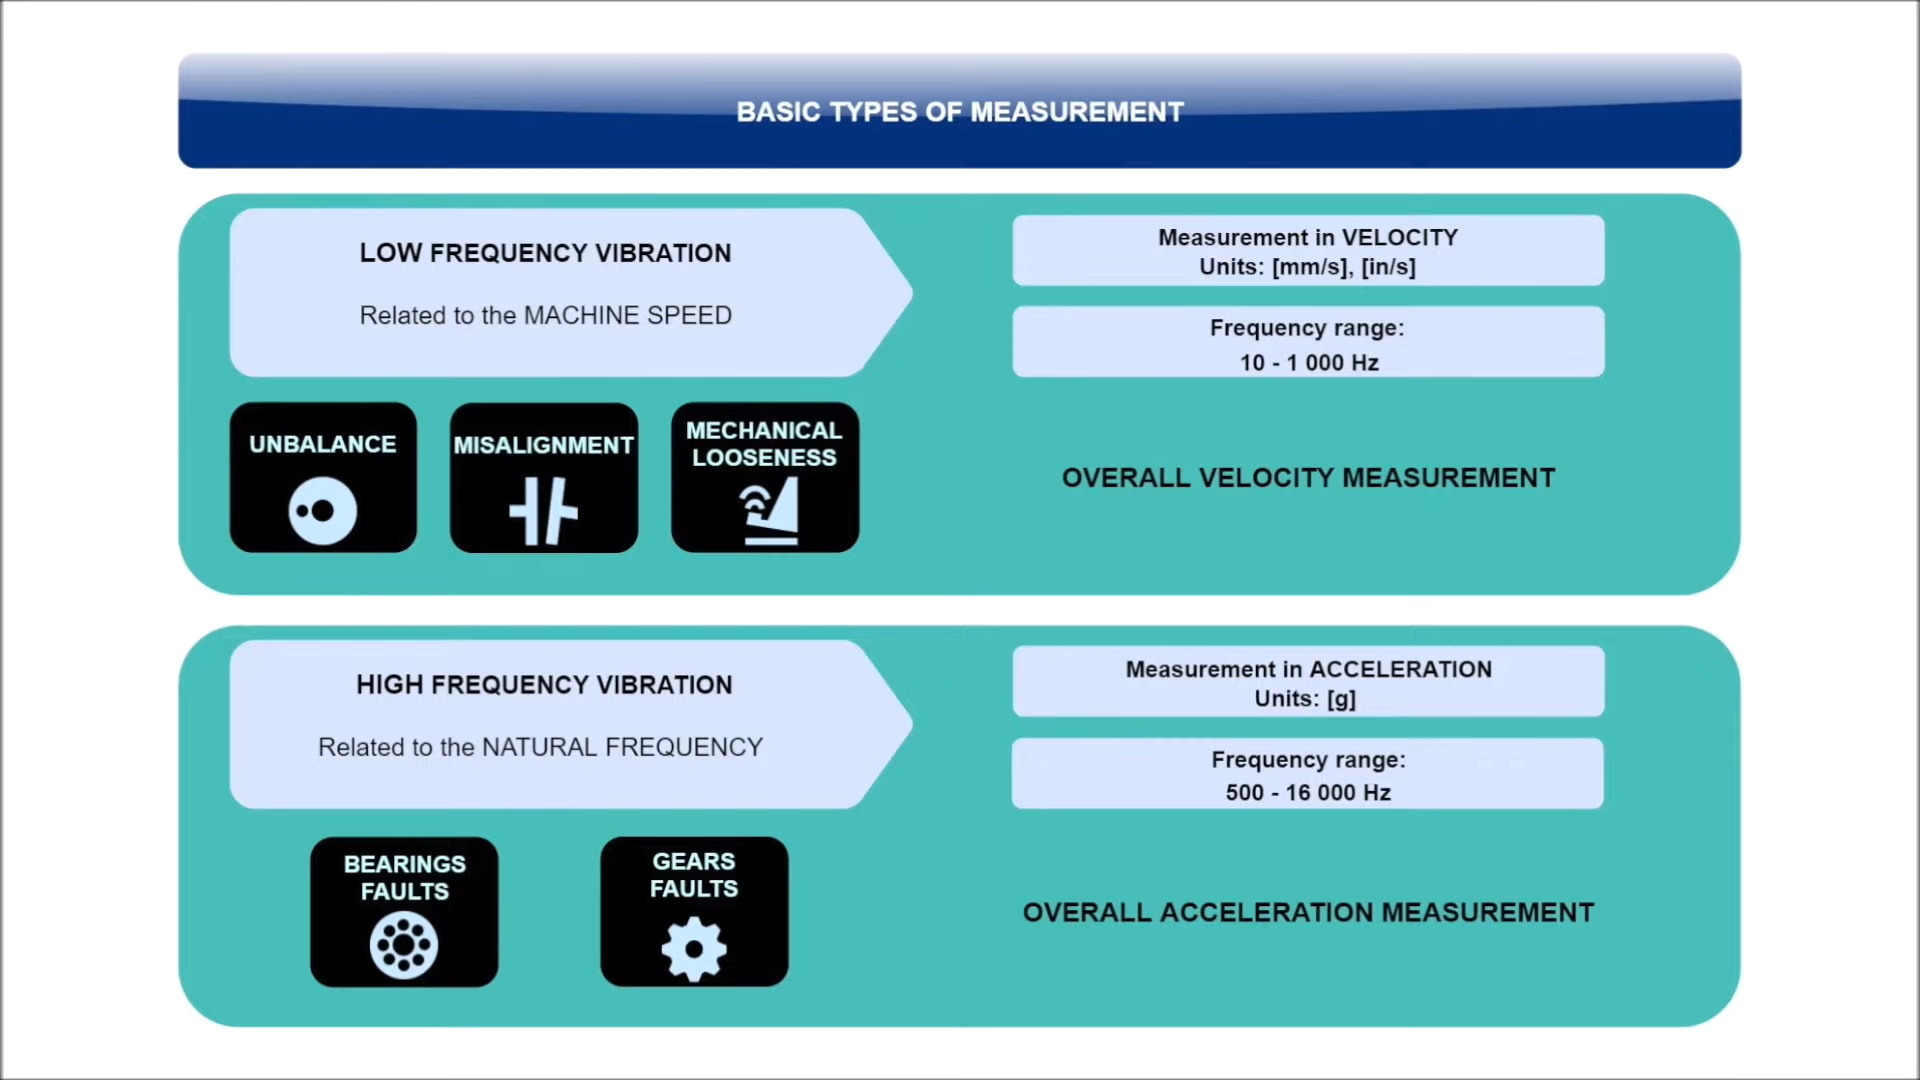 BASIC TYPES OF MEASUREMENT
LOW FREQUENCY VIBRATION
Related to the MACHINE SPEED
Measurement in VELOCITY
Units: [mm/s], [in/s]
Frequency range:
10 - 1 000 Hz
UNBALANCE
MISALIGNMENT
MECHANICAL
LOOSENESS
OVERALL VELOCITY MEASUREMENT
HIGH FREQUENCY VIBRATION
Related to the NATURAL FREQUENCY
Measurement in ACCELERATION
Units: [g]
Frequency range:
500 - 16 000 Hz
BEARINGS
FAULTS
GEARS
FAULTS
OVERALL ACCELERATION MEASUREMENT